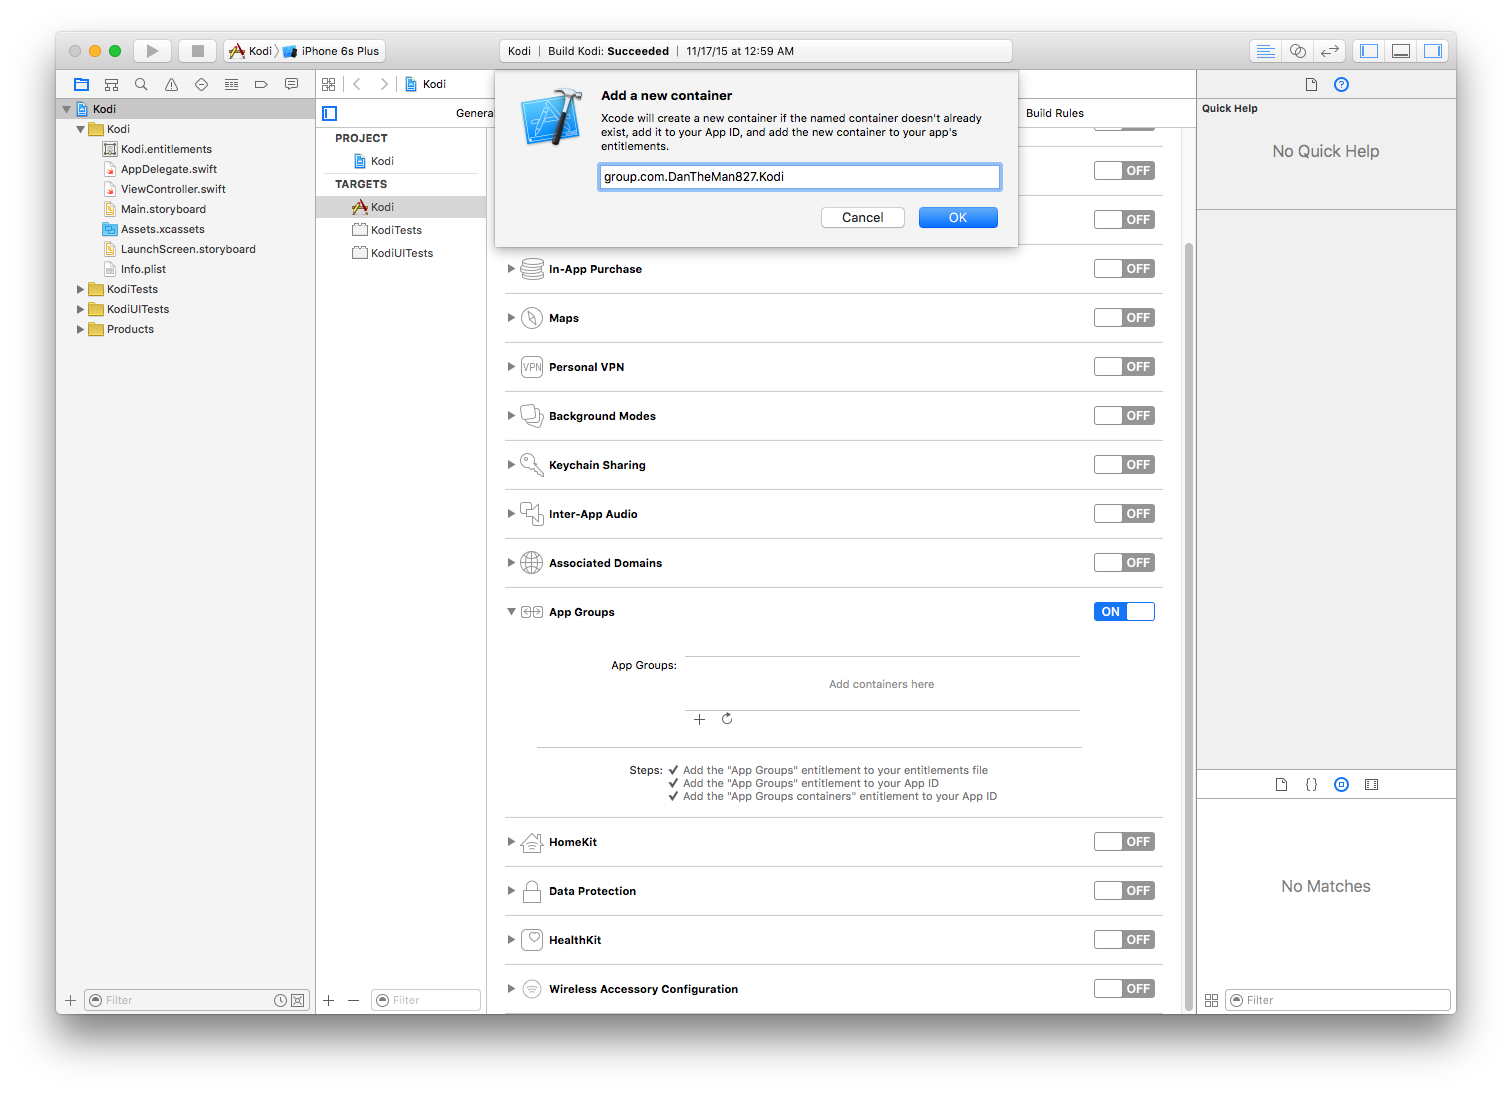 Kodi
iPhone 6s Plus
Kodi | Build Kodi: Succeeded | 11/17/15 at 12:59 AM
Kodi
Kodi
Kodi.entitlements
AppDelegate.swift
ViewController.swift
Main.storyboard
Assets.xcassets
LaunchScreen.storyboard
Info.plist
KodiTests
KodiUITests
Products
Filter
Kodi
Genera
Build Rules
PROJECT
Kodi
TARGETS
Kodi
KodiTests
KodiUITests
Filter
Add a new container
Xcode will create a new container if the named container doesn't already
exist, add it to your App ID, and add the new container to your app's
entitlements.
group.com.DanTheMan827.Kodi
Cancel
OK
OFF
OFF
In-App Purchase OFF
Maps OFF
VPN Personal VPN OFF
Background Modes OFF
Keychain Sharing OFF
Inter-App Audio OFF
Associated Domains OFF
App Groups ON
App Groups:
Add containers here
Steps: ✓ Add the "App Groups" entitlement to your entitlements file
✓ Add the "App Groups" entitlement to your App ID
✓ Add the "App Groups containers" entitlement to your App ID
HomeKit OFF
Data Protection OFF
HealthKit OFF
Wireless Accessory Configuration OFF
Quick Help
No Quick Help
{ }
No Matches
Filter